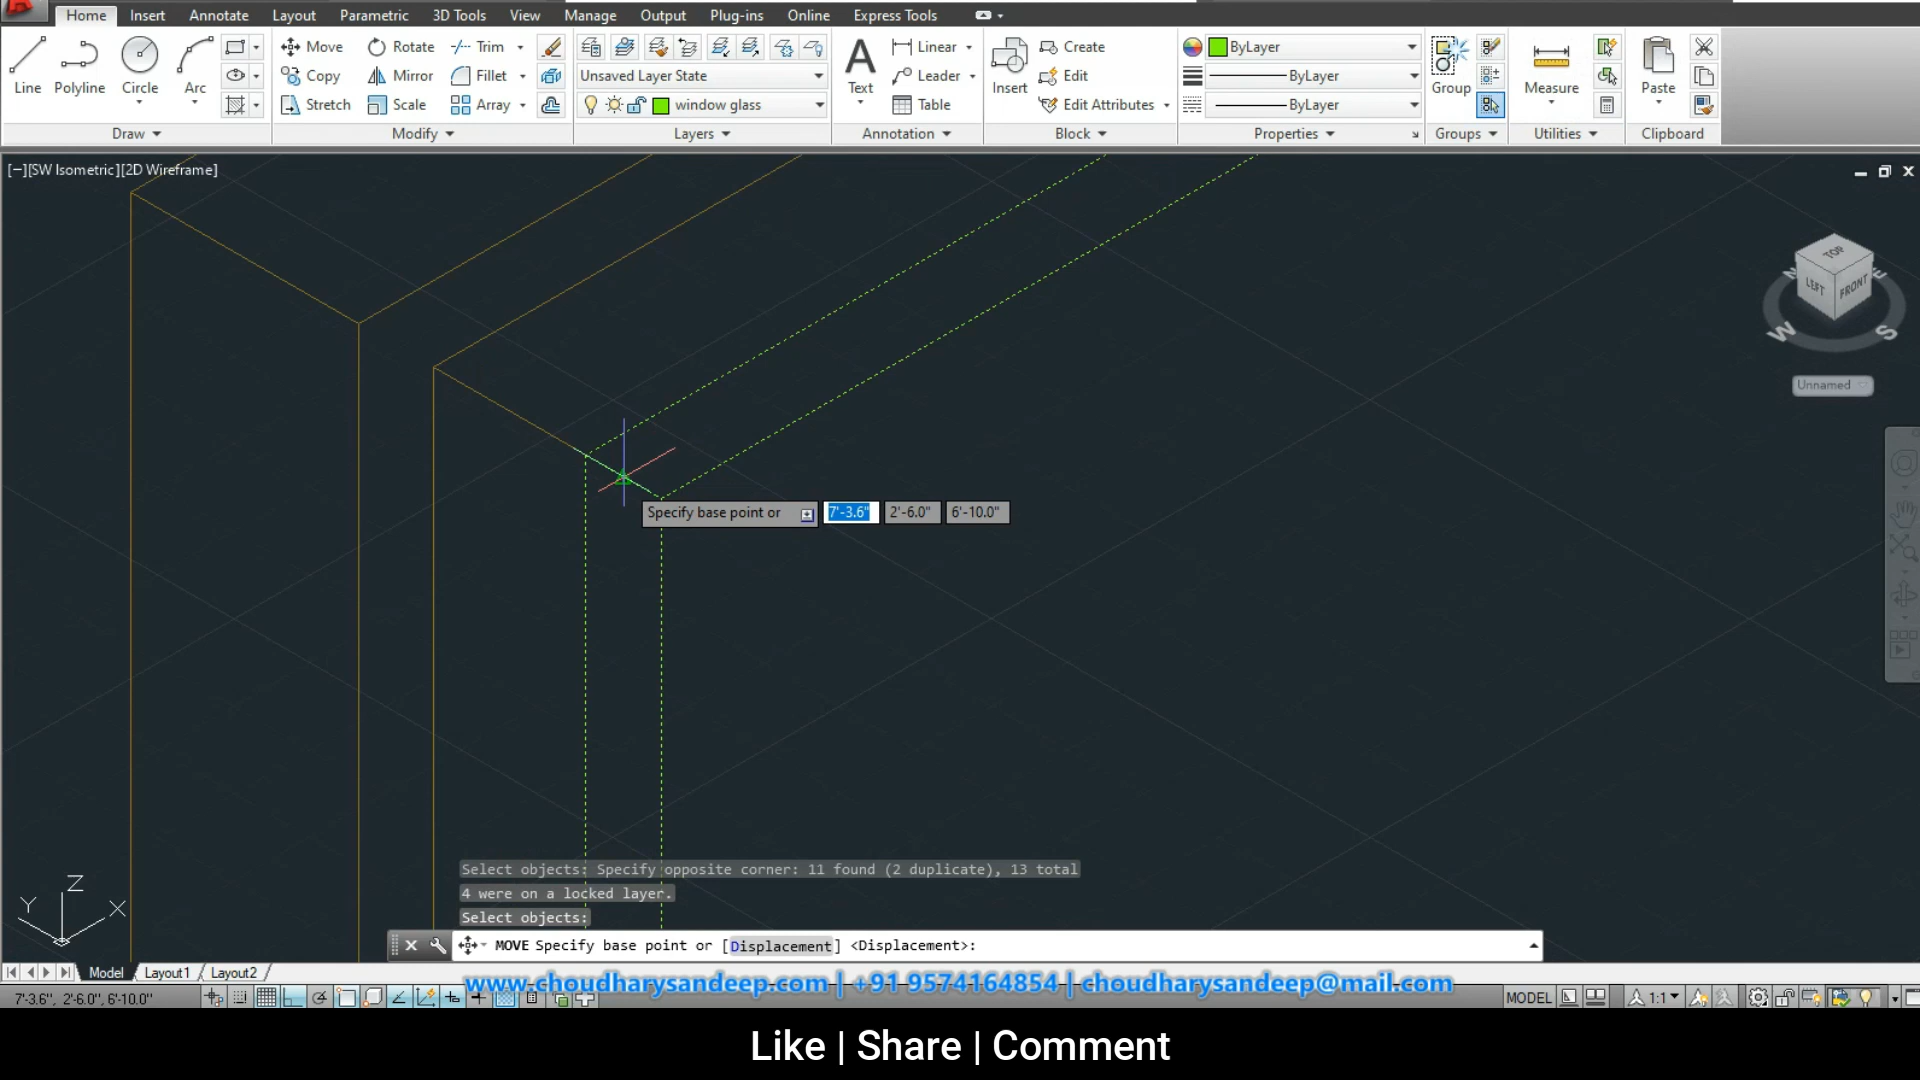 Home Insert Annotate Layout Parametric 3D Tools View Manage Output Plug-ins Online Express Tools
Move Rotate Trim Linear Create ByLayer
Copy Mirror Fillet Unsaved Layer State Leader Edit ByLayer
Line Polyline Circle Arc Text Insert Group Measure Paste
Stretch Scale Array window glass Table Edit Attributes ByLayer
Draw Modify Layers Annotation Block Properties Groups Utilities Clipboard
[−][SW Isometric][2D Wireframe]
TOP
LEFT FRONT
N E
W S
Unnamed
Specify base point or 7'-3.6" 2'-6.0" 6'-10.0"
Select objects: Specify opposite corner: 11 found (2 duplicate), 13 total
4 were on a locked layer.
Select objects:
Z
Y X
MOVE Specify base point or [Displacement] <Displacement>:
Model Layout1 Layout2
www.choudharysandeep.com | +91 9574164854 | choudharysandeep@mail.com
7'-3.6", 2'-6.0", 6'-10.0" MODEL 1:1
Like | Share | Comment